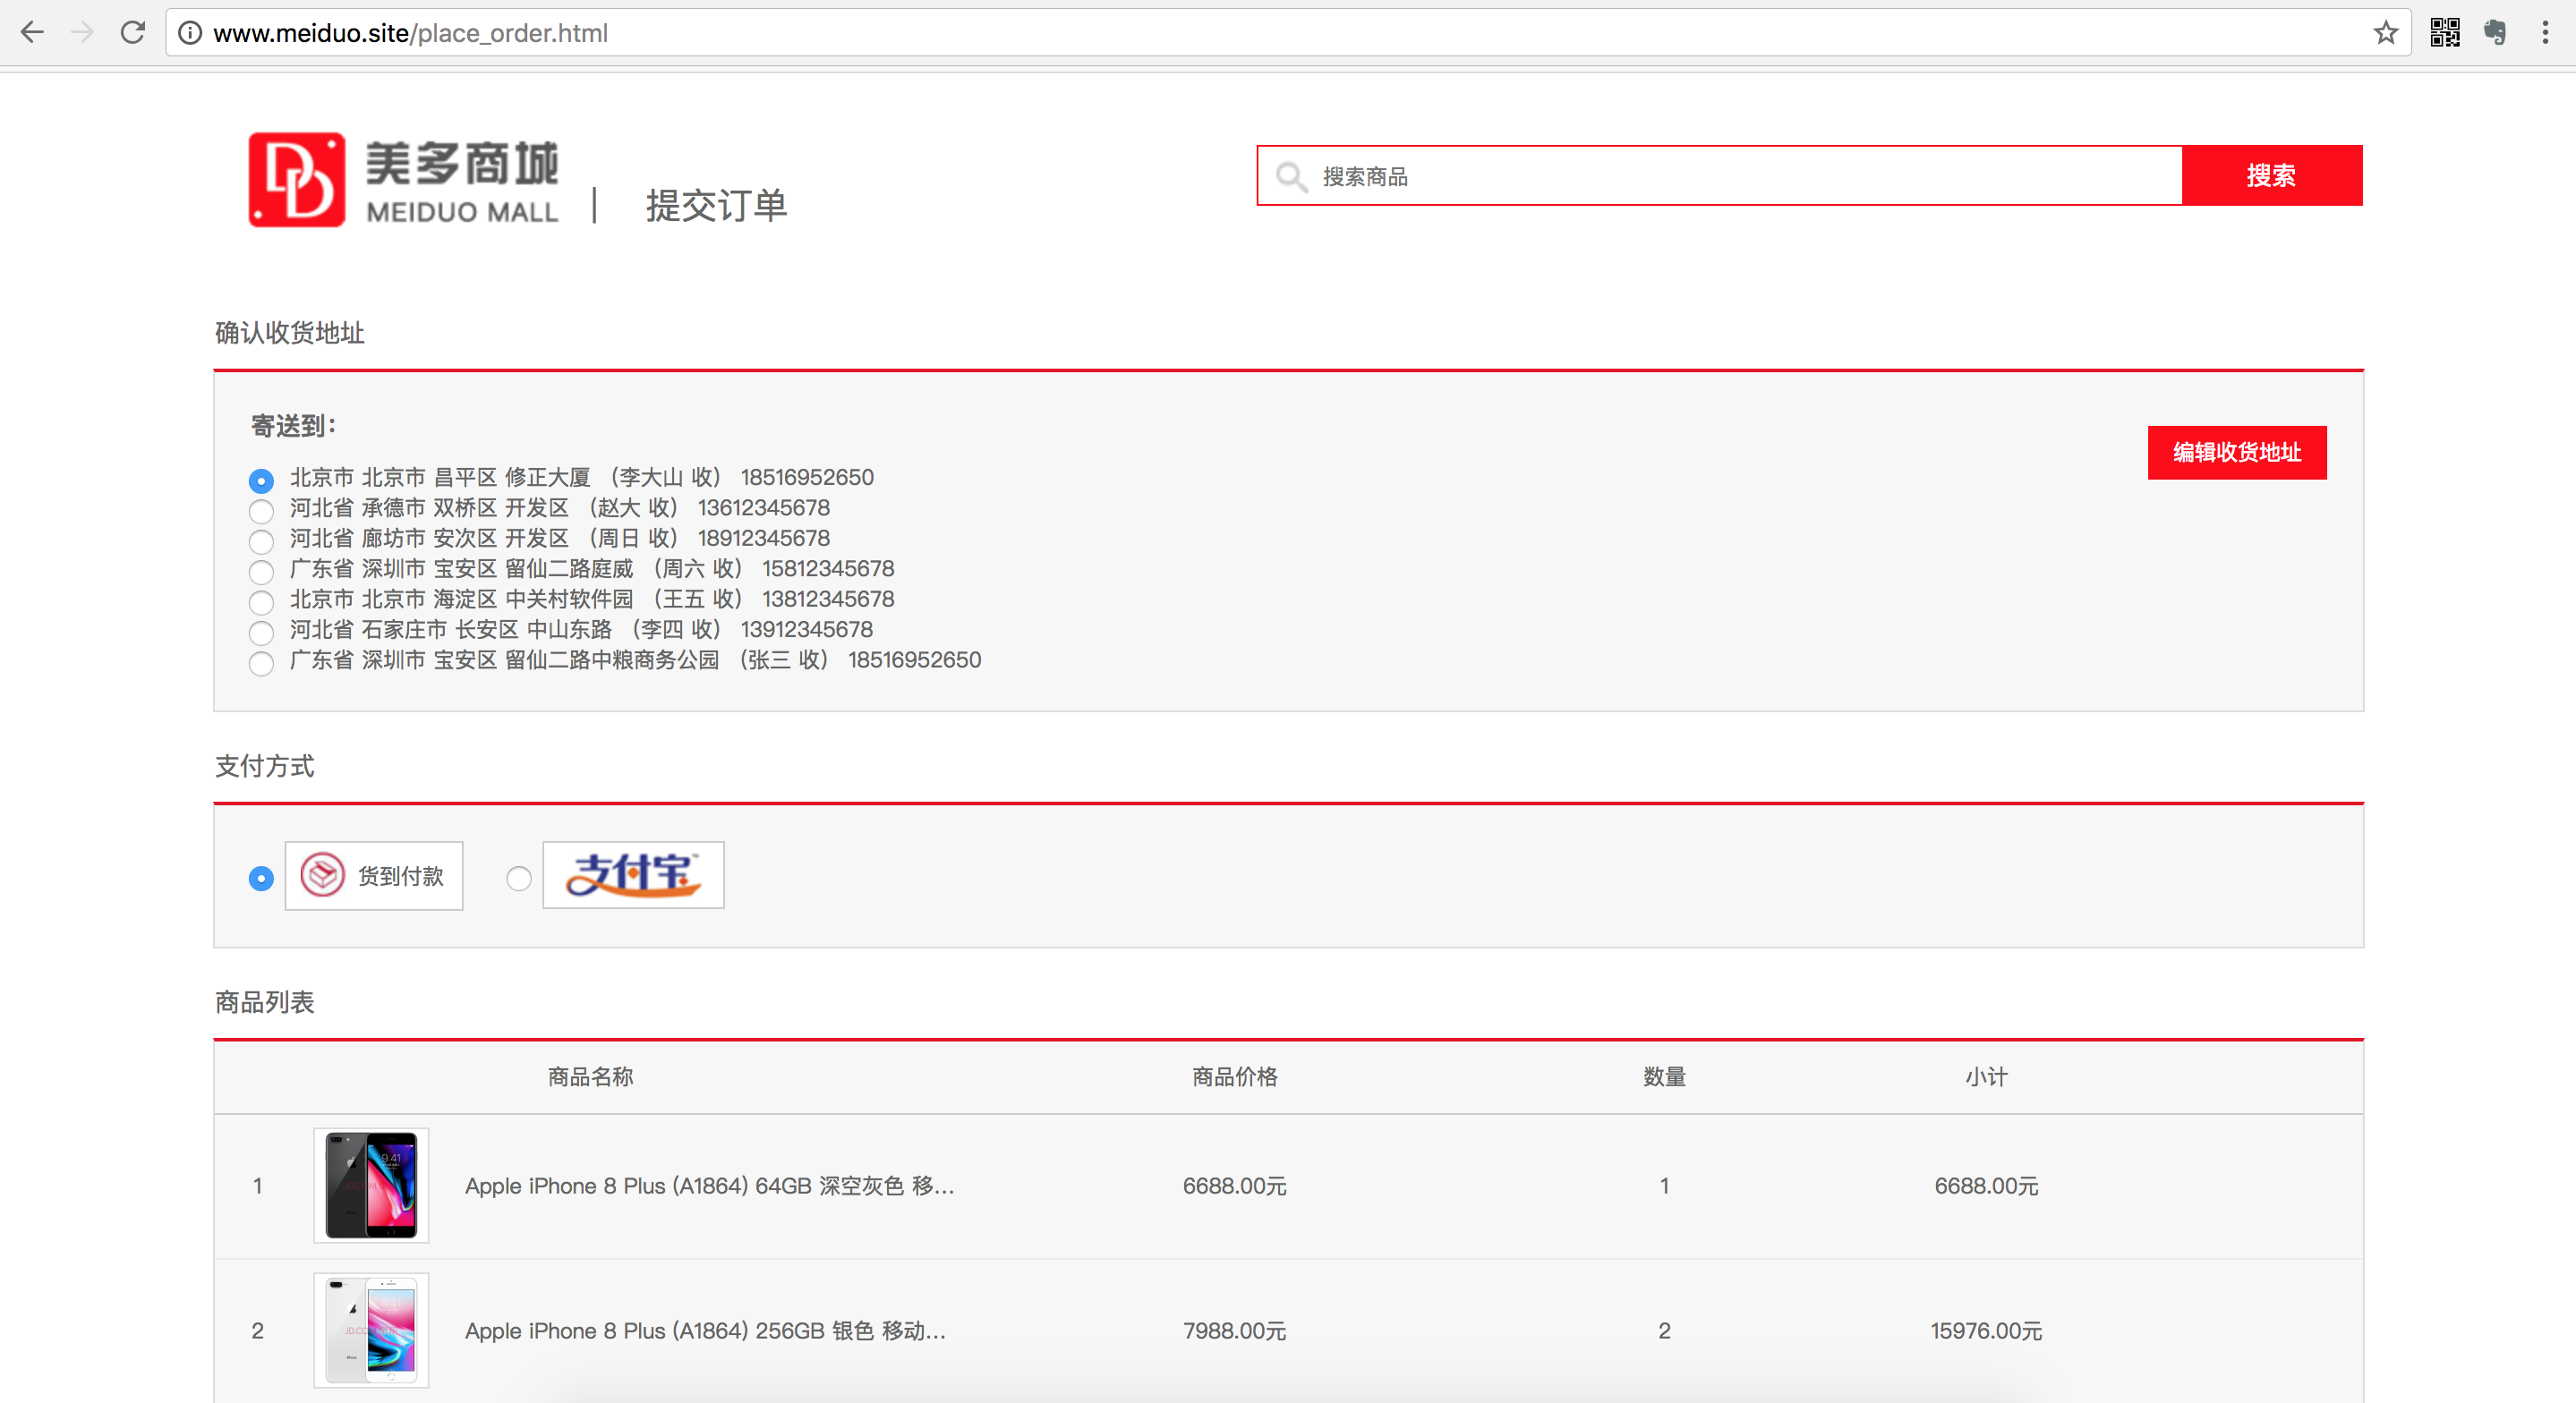 www.meiduo.site/place_order.html
美多商城
MEIDUO MALL
提交订单
搜索商品
搜索
确认收货地址
寄送到：
编辑收货地址
北京市 北京市 昌平区 修正大厦 （李大山 收） 18516952650
河北省 承德市 双桥区 开发区 （赵大 收） 13612345678
河北省 廊坊市 安次区 开发区 （周日 收） 18912345678
广东省 深圳市 宝安区 留仙二路庭威 （周六 收） 15812345678
北京市 北京市 海淀区 中关村软件园 （王五 收） 13812345678
河北省 石家庄市 长安区 中山东路 （李四 收） 13912345678
广东省 深圳市 宝安区 留仙二路中粮商务公园 （张三 收） 18516952650
支付方式
货到付款
支付宝
商品列表
商品名称 商品价格 数量 小计
9:41
1 Apple iPhone 8 Plus (A1864) 64GB 深空灰色 移... 6688.00元 1 6688.00元
2 Apple iPhone 8 Plus (A1864) 256GB 银色 移动... 7988.00元 2 15976.00元